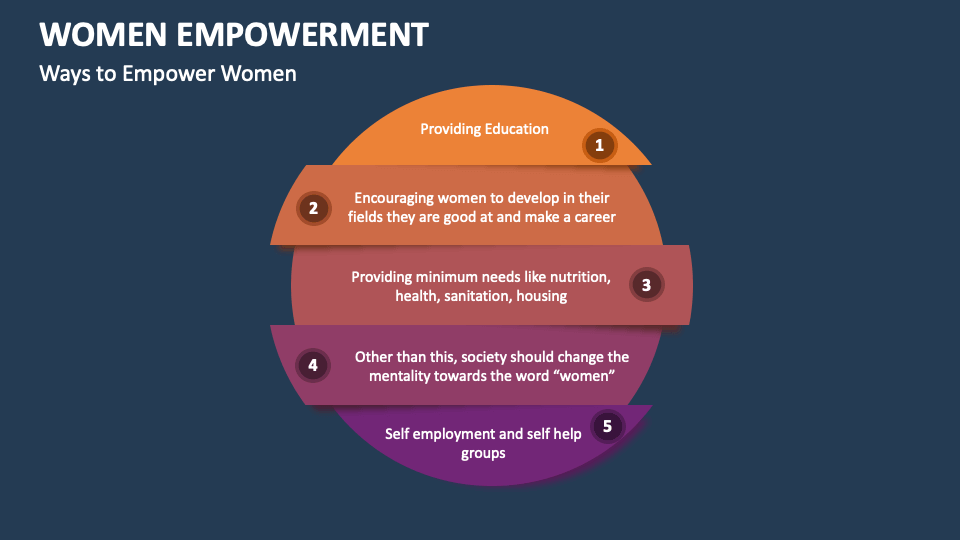 WOMEN EMPOWERMENT
Ways to Empower Women
Providing Education
1
2
Encouraging women to develop in their
fields they are good at and make a career
Providing minimum needs like nutrition,
health, sanitation, housing
3
4
Other than this, society should change the
mentality towards the word “women”
Self employment and self help
groups
5